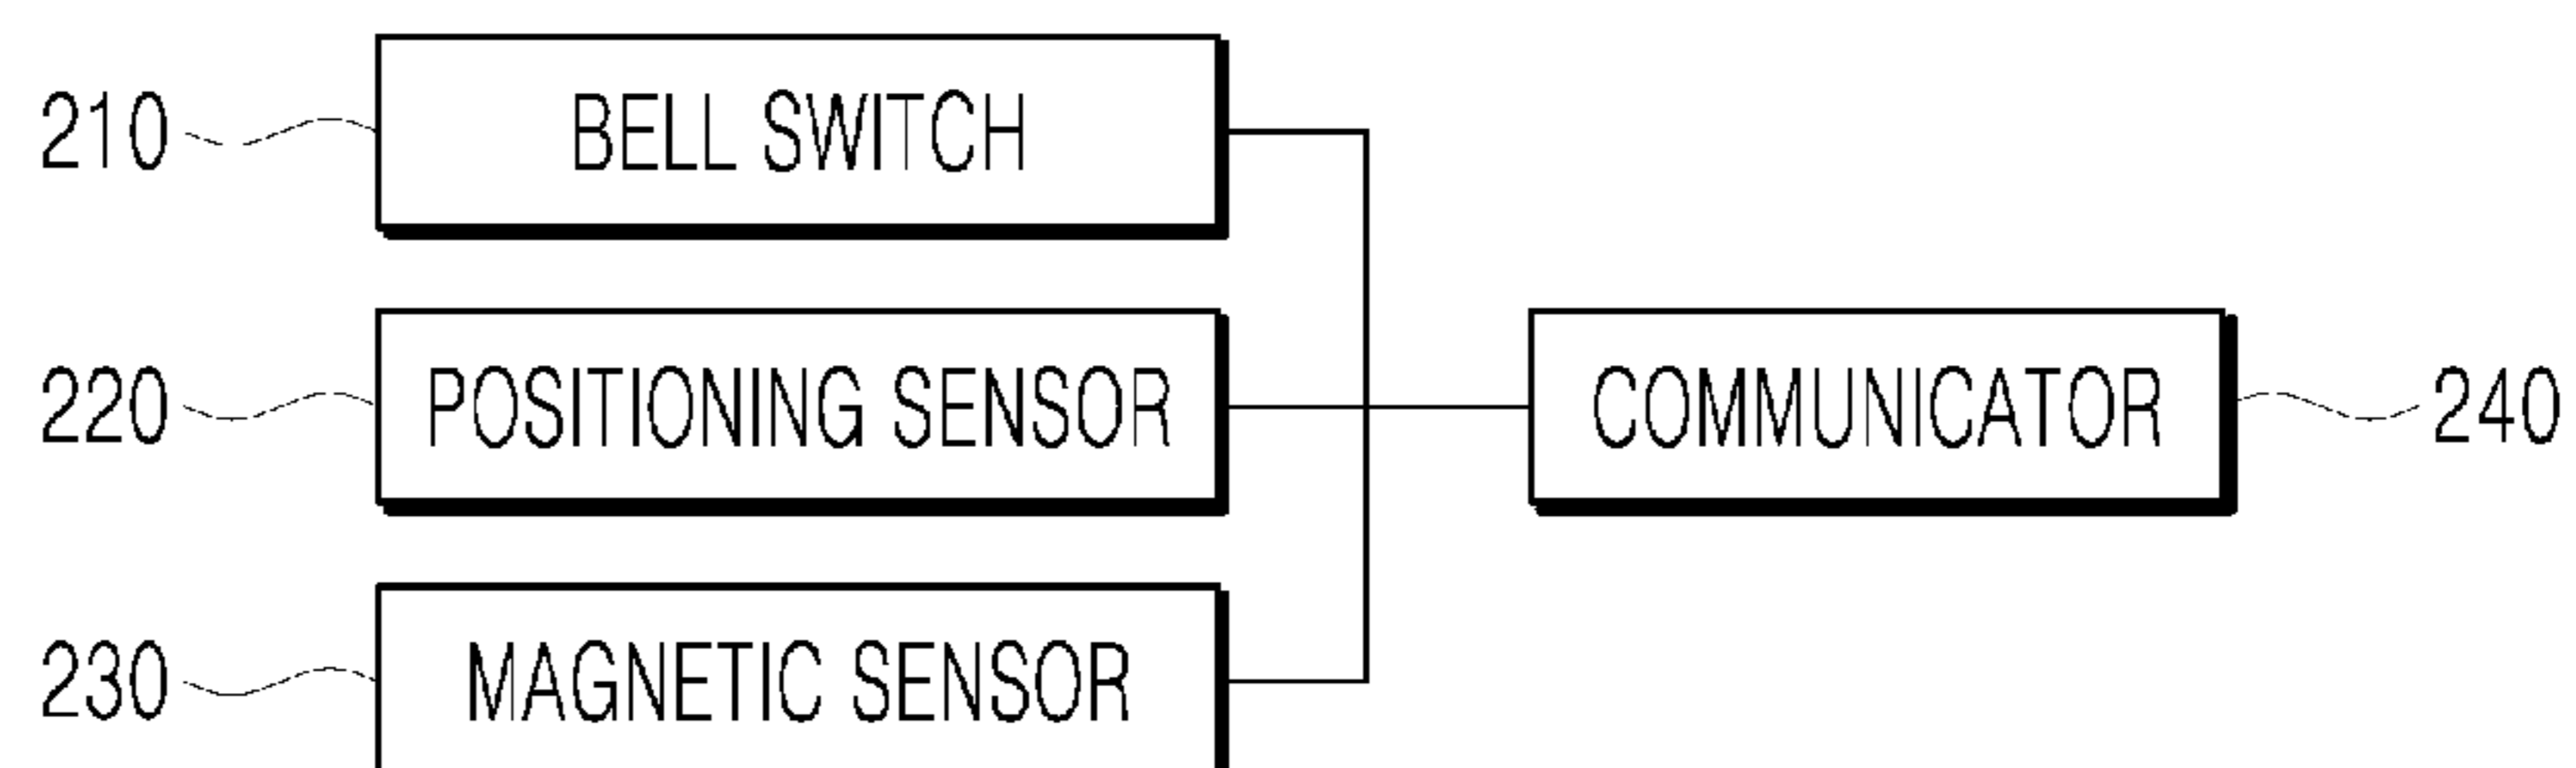 210 BELL SWITCH
220 POSITIONING SENSOR COMMUNICATOR 240
230 MAGNETIC SENSOR